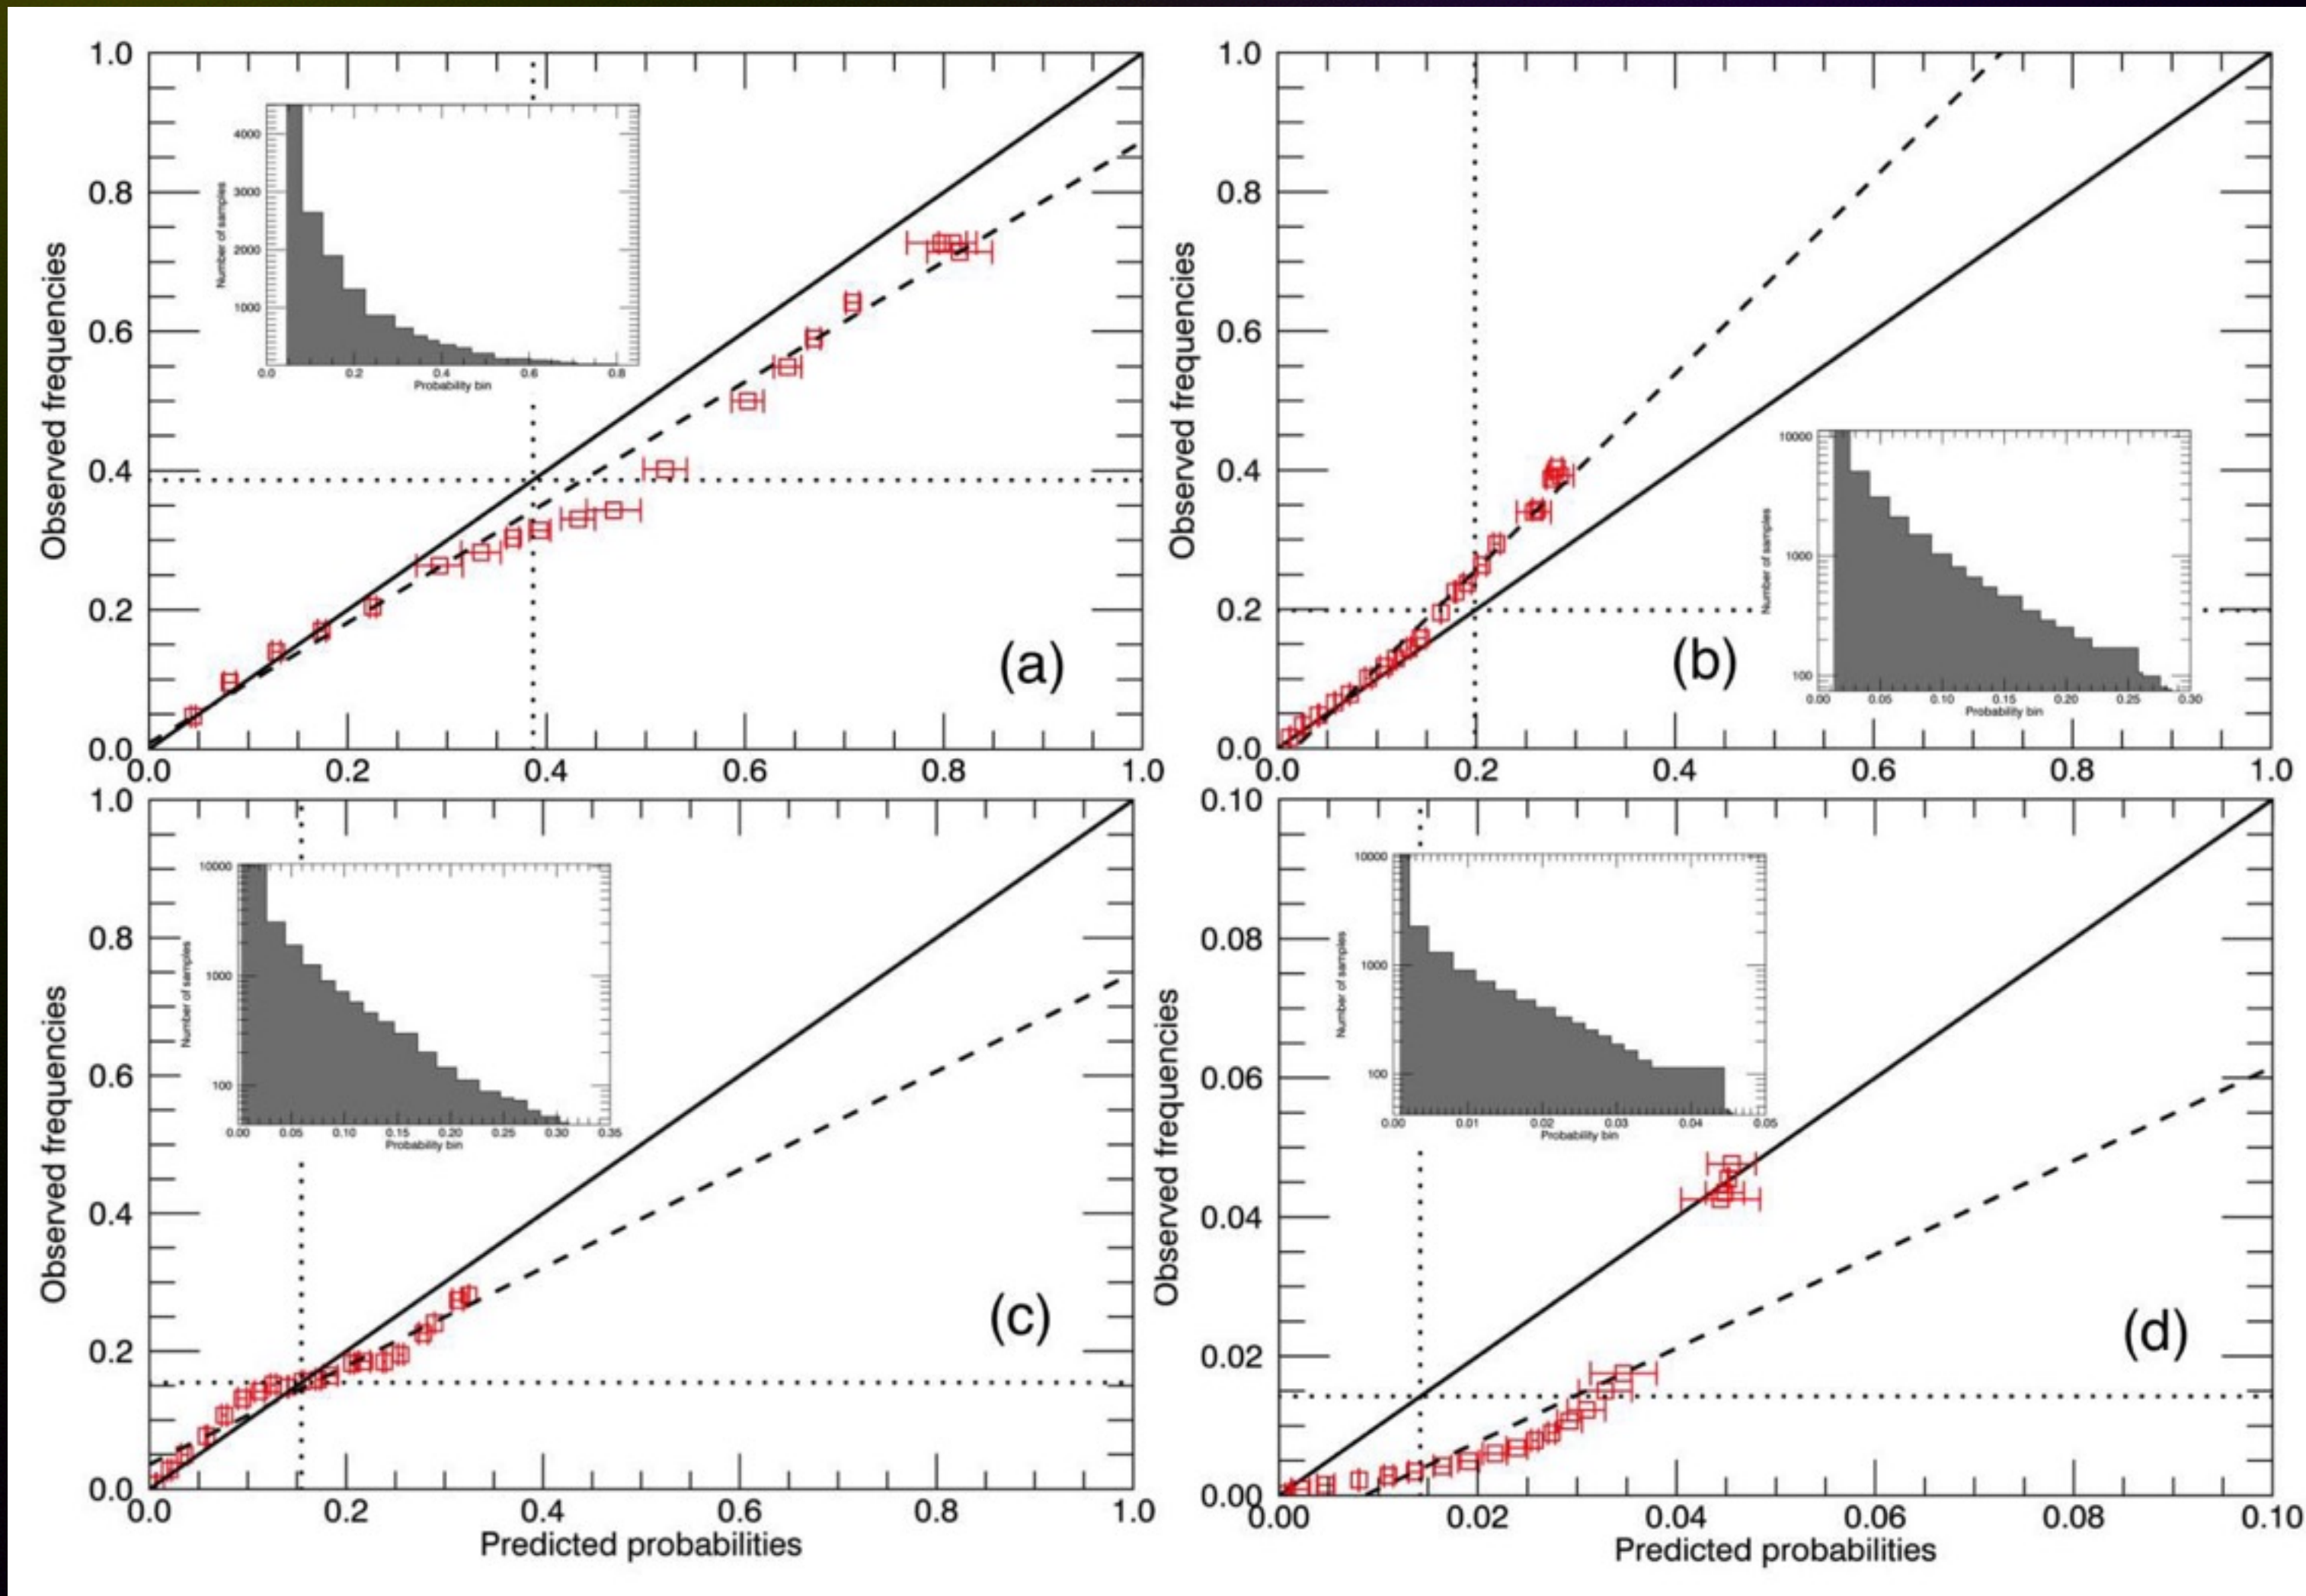 1.0
0.8
0.6
0.4
0.2
0.0
Observed frequencies
4000
3000
2000
1000
Number of samples
0.0 0.2 0.4 0.6 0.8
Probability bin
(a)
0.0 0.2 0.4 0.6 0.8 1.0
1.0
0.8
0.6
0.4
0.2
0.0
Observed frequencies
10000
1000
100
Number of samples
0.00 0.05 0.10 0.15 0.20 0.25 0.30
Probability bin
(b)
0.0 0.2 0.4 0.6 0.8 1.0
1.0
0.8
0.6
0.4
0.2
0.0
Observed frequencies
10000
1000
100
Number of samples
0.00 0.05 0.10 0.15 0.20 0.25 0.30 0.35
Probability bin
(c)
0.0 0.2 0.4 0.6 0.8 1.0
Predicted probabilities
0.10
0.08
0.06
0.04
0.02
0.00
Observed frequencies
10000
1000
100
Number of samples
0.00 0.01 0.02 0.03 0.04 0.05
Probability bin
(d)
0.00 0.02 0.04 0.06 0.08 0.10
Predicted probabilities